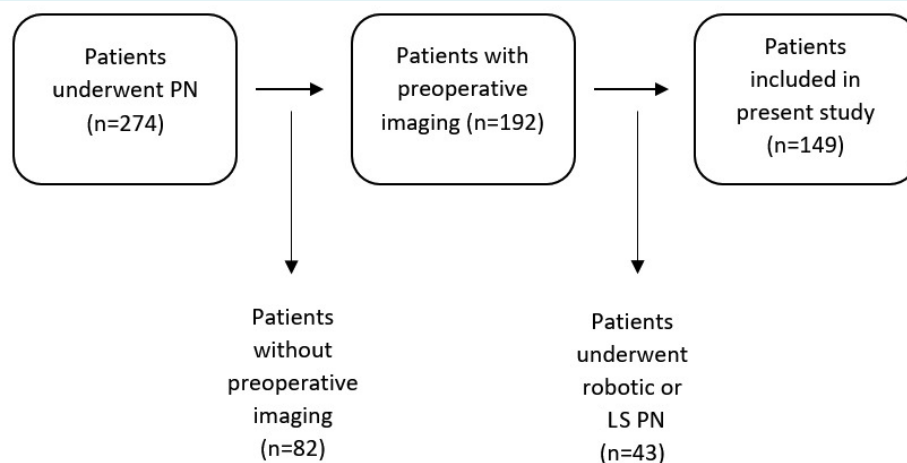 Patients
underwent PN
(n=274)
Patients with
preoperative
imaging (n=192)
Patients
included in
present study
(n=149)
Patients
without
preoperative
imaging
(n=82)
Patients
underwent
robotic or
LS PN
(n=43)